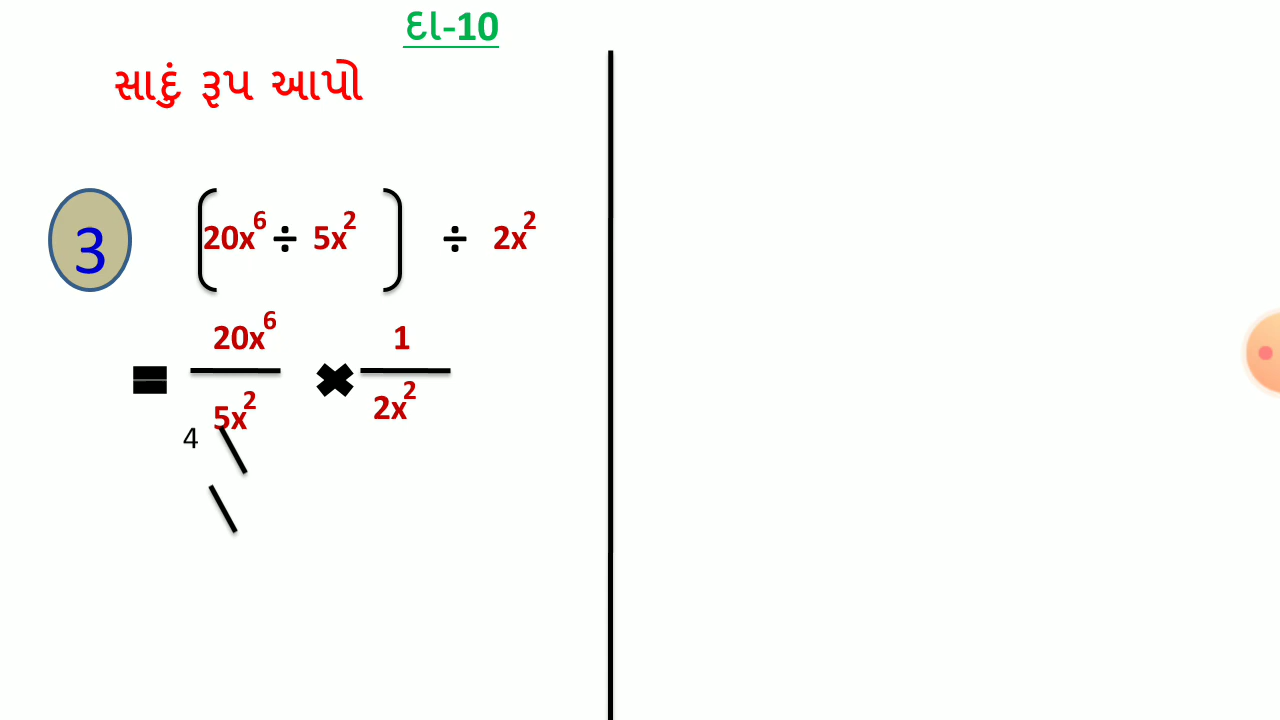 દા-10
સાદું રૂપ આપો
3 (20x⁶ ÷ 5x²) ÷ 2x²
= 20x⁶ / 5x² ✖ 1 / 2x²
4